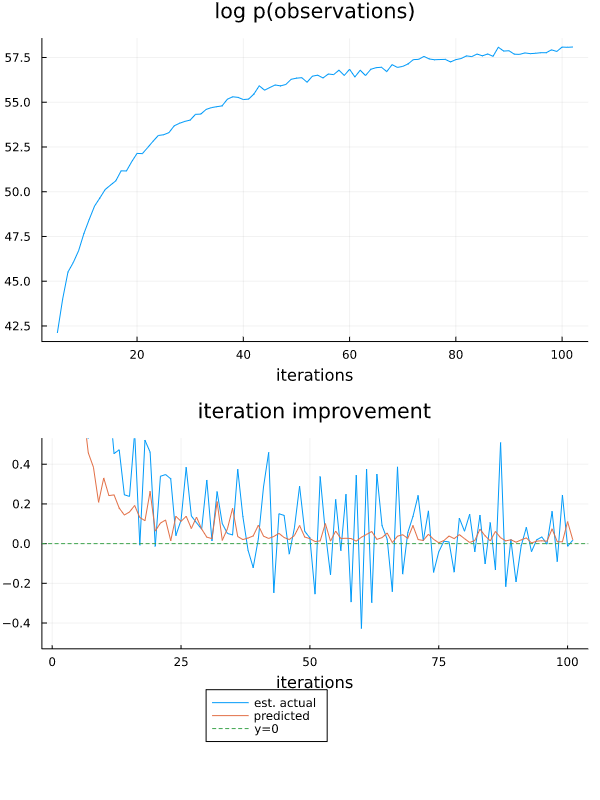 log p(observations)
57.5
55.0
52.5
50.0
47.5
45.0
42.5
20 40 60 80 100
iterations
iteration improvement
0.4
0.2
0.0
−0.2
−0.4
0 25 50 75 100
iterations
est. actual
predicted
y=0